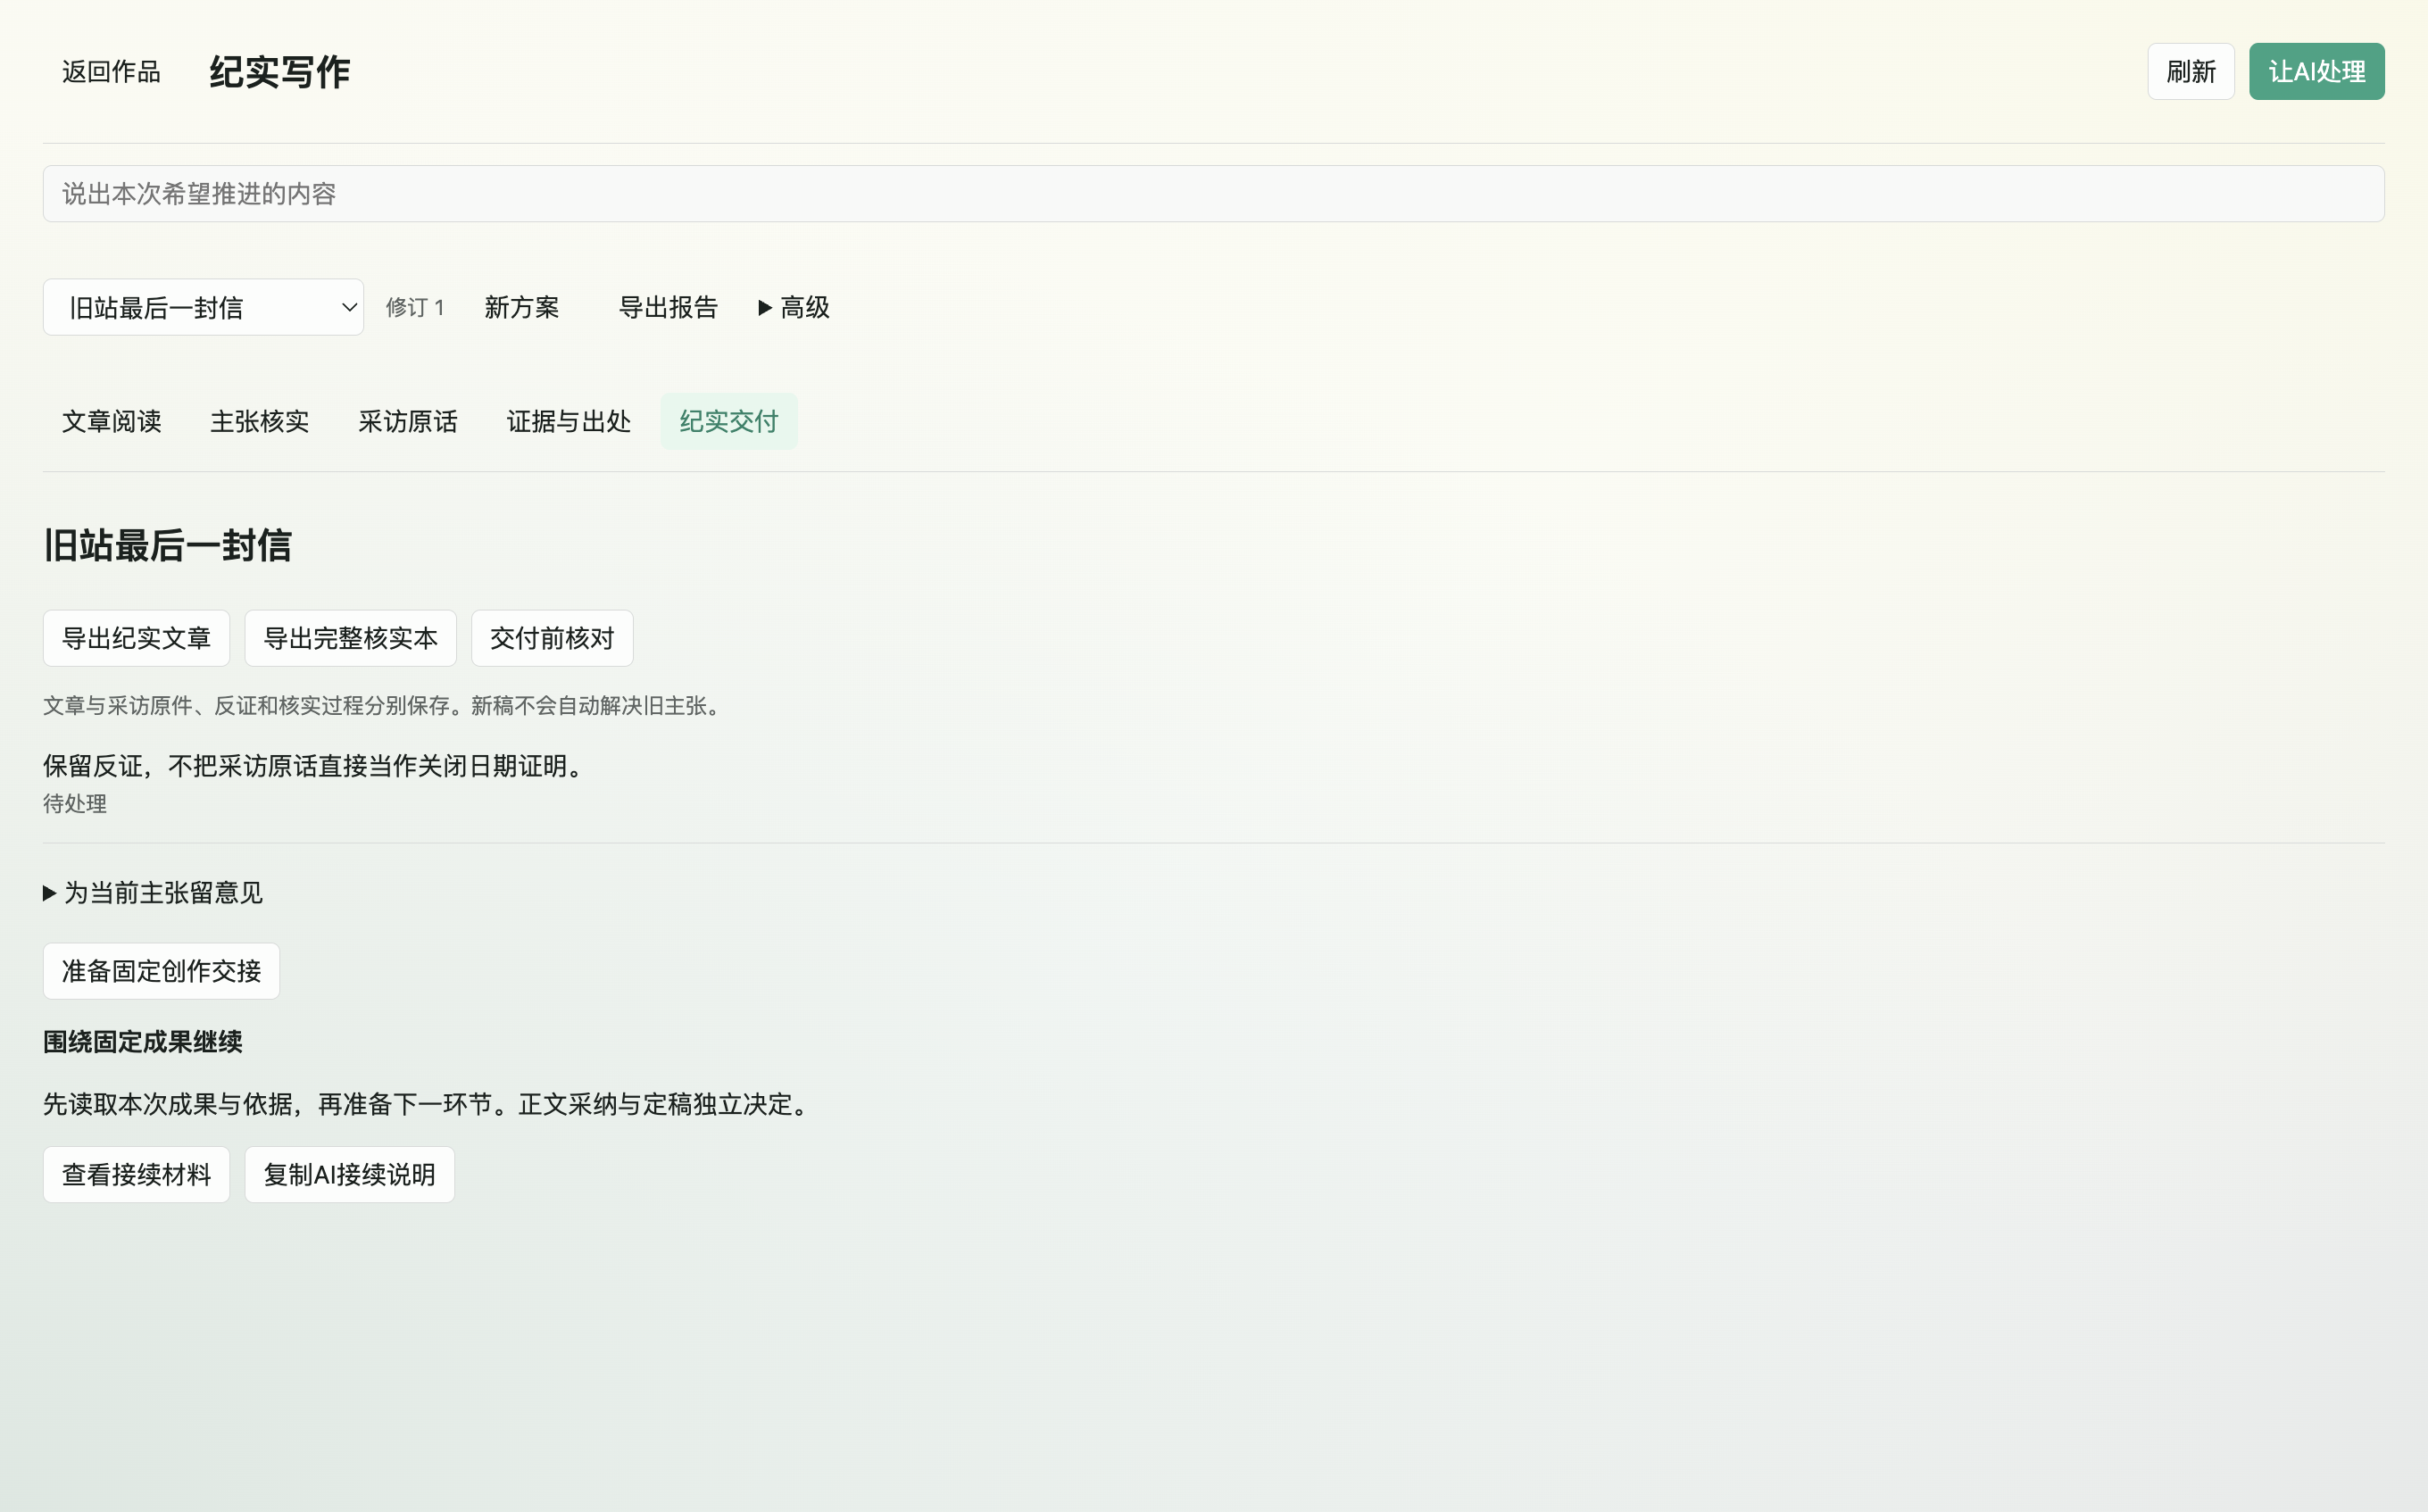 返回作品 纪实写作 刷新 让AI处理
说出本次希望推进的内容
旧站最后一封信 修订 1 新方案 导出报告 ▶ 高级
文章阅读 主张核实 采访原话 证据与出处 纪实交付
旧站最后一封信
导出纪实文章 导出完整核实本 交付前核对
文章与采访原件、反证和核实过程分别保存。新稿不会自动解决旧主张。
保留反证，不把采访原话直接当作关闭日期证明。
待处理
▶ 为当前主张留意见
准备固定创作交接
围绕固定成果继续
先读取本次成果与依据，再准备下一环节。正文采纳与定稿独立决定。
查看接续材料 复制AI接续说明